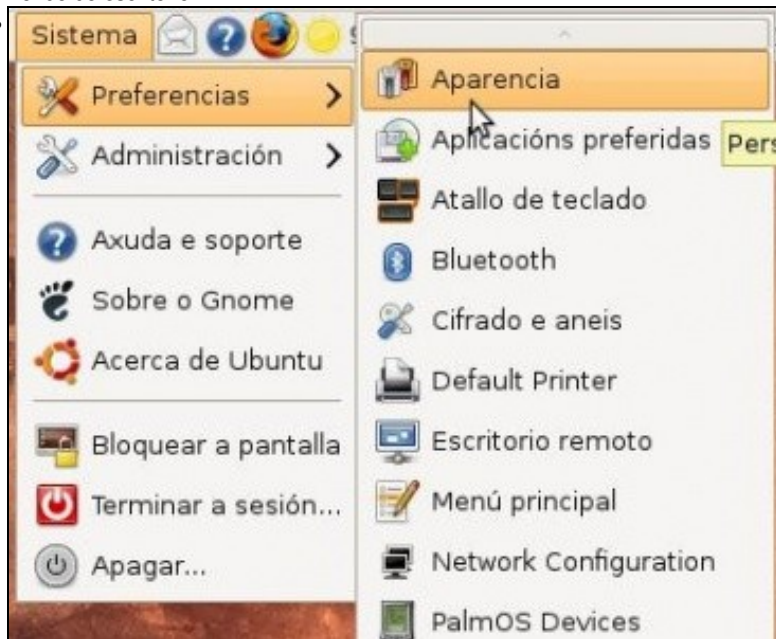 Sistema
Preferencias
Administración
Axuda e soporte
Sobre o Gnome
Acerca de Ubuntu
Bloquear a pantalla
Terminar a sesión...
Apagar...
Aparencia
Aplicacións preferidas
Pers
Atallo de teclado
Bluetooth
Cifrado e aneis
Default Printer
Escritorio remoto
Menú principal
Network Configuration
PalmOS Devices